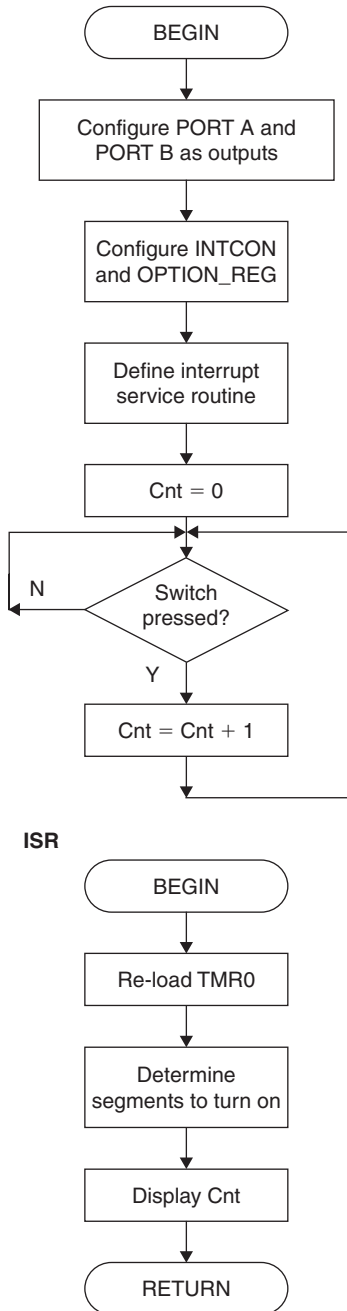 BEGIN
Configure PORT A and
PORT B as outputs
Configure INTCON
and OPTION_REG
Define interrupt
service routine
Cnt = 0
Switch
pressed?
N
Y
Cnt = Cnt + 1
ISR
BEGIN
Re-load TMR0
Determine
segments to turn on
Display Cnt
RETURN